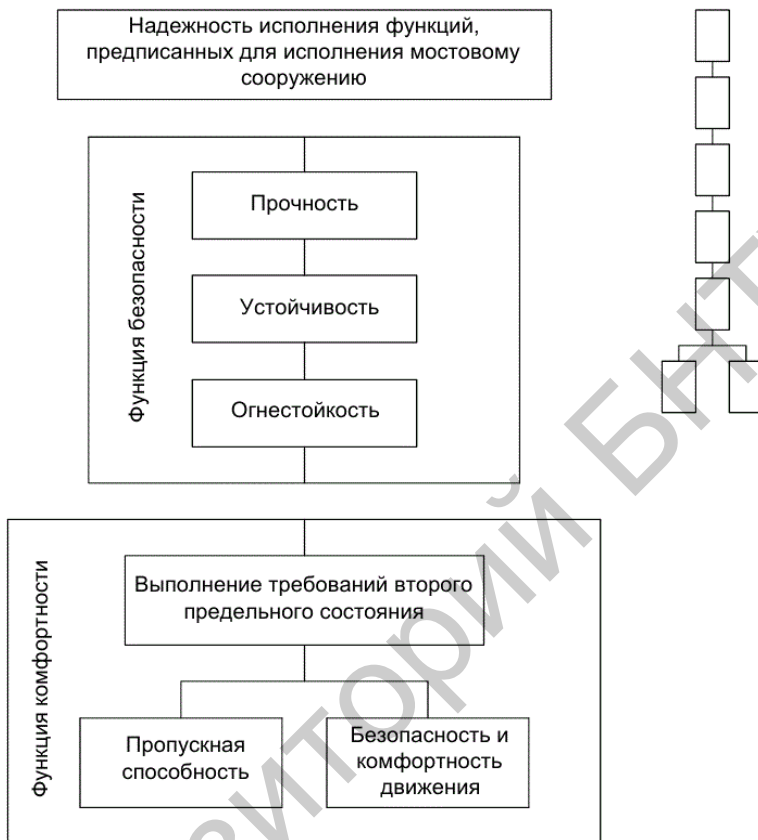 Надежность исполнения функций,
предписанных для исполнения мостовому
сооружению
Функция безопасности
Прочность
Устойчивость
Огнестойкость
Функция комфортности
Выполнение требований второго
предельного состояния
Пропускная
способность
Безопасность и
комфортность
движения